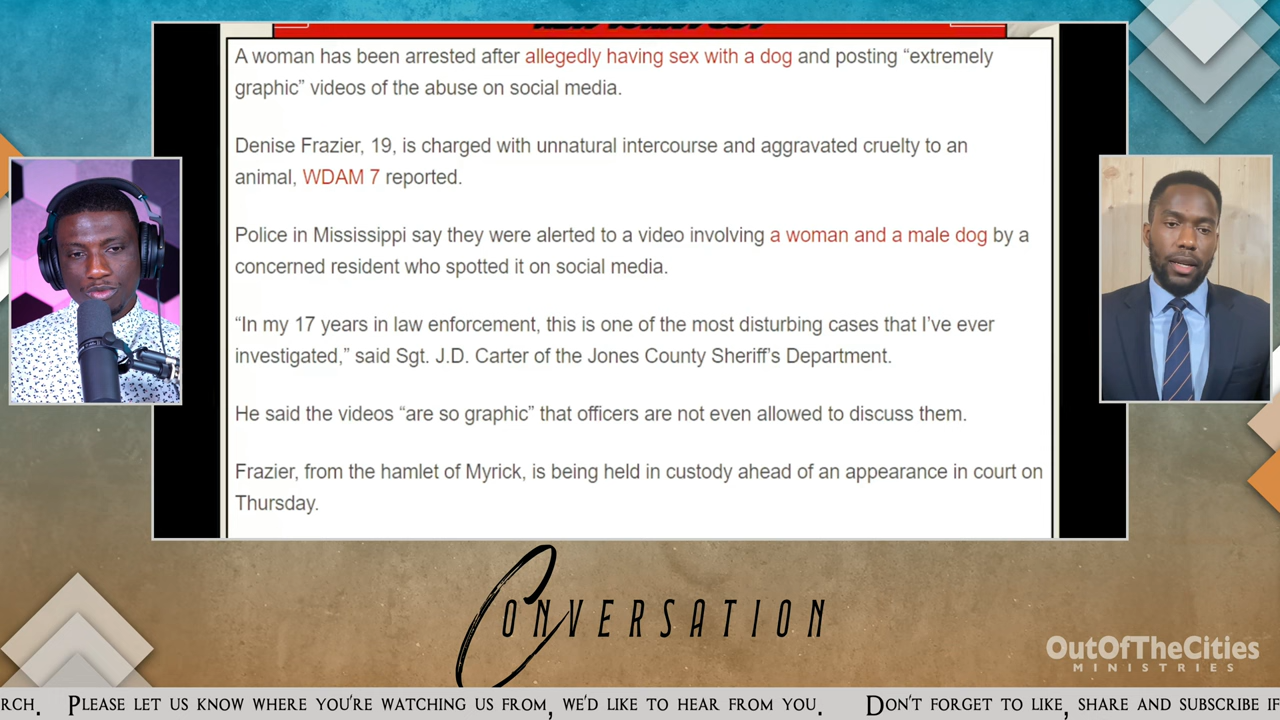 A woman has been arrested after allegedly having sex with a dog and posting “extremely
graphic” videos of the abuse on social media.
Denise Frazier, 19, is charged with unnatural intercourse and aggravated cruelty to an
animal, WDAM 7 reported.
Police in Mississippi say they were alerted to a video involving a woman and a male dog by a
concerned resident who spotted it on social media.
“In my 17 years in law enforcement, this is one of the most disturbing cases that I’ve ever
investigated,” said Sgt. J.D. Carter of the Jones County Sheriff’s Department.
He said the videos “are so graphic” that officers are not even allowed to discuss them.
Frazier, from the hamlet of Myrick, is being held in custody ahead of an appearance in court on
Thursday.
CONVERSATION
OutOfTheCities
MINISTRIES
RCH. PLEASE LET US KNOW WHERE YOU'RE WATCHING US FROM, WE'D LIKE TO HEAR FROM YOU. DON'T FORGET TO LIKE, SHARE AND SUBSCRIBE IF